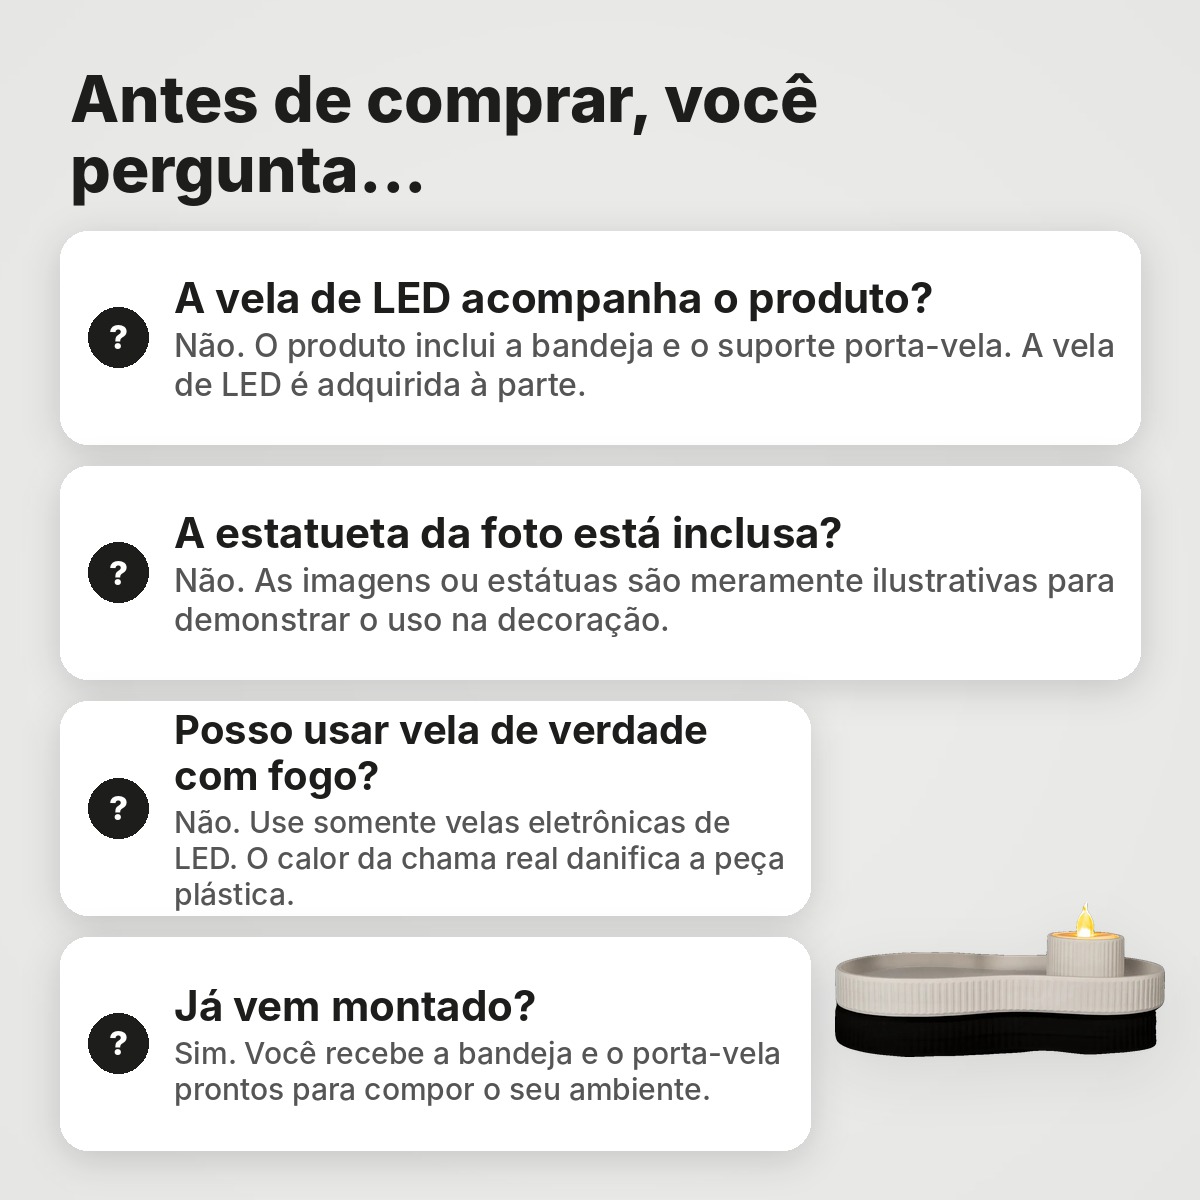 Antes de comprar, você
pergunta...
?
A vela de LED acompanha o produto?
Não. O produto inclui a bandeja e o suporte porta-vela. A vela
de LED é adquirida à parte.
?
A estatueta da foto está inclusa?
Não. As imagens ou estátuas são meramente ilustrativas para
demonstrar o uso na decoração.
?
Posso usar vela de verdade
com fogo?
Não. Use somente velas eletrônicas de
LED. O calor da chama real danifica a peça
plástica.
?
Já vem montado?
Sim. Você recebe a bandeja e o porta-vela
prontos para compor o seu ambiente.